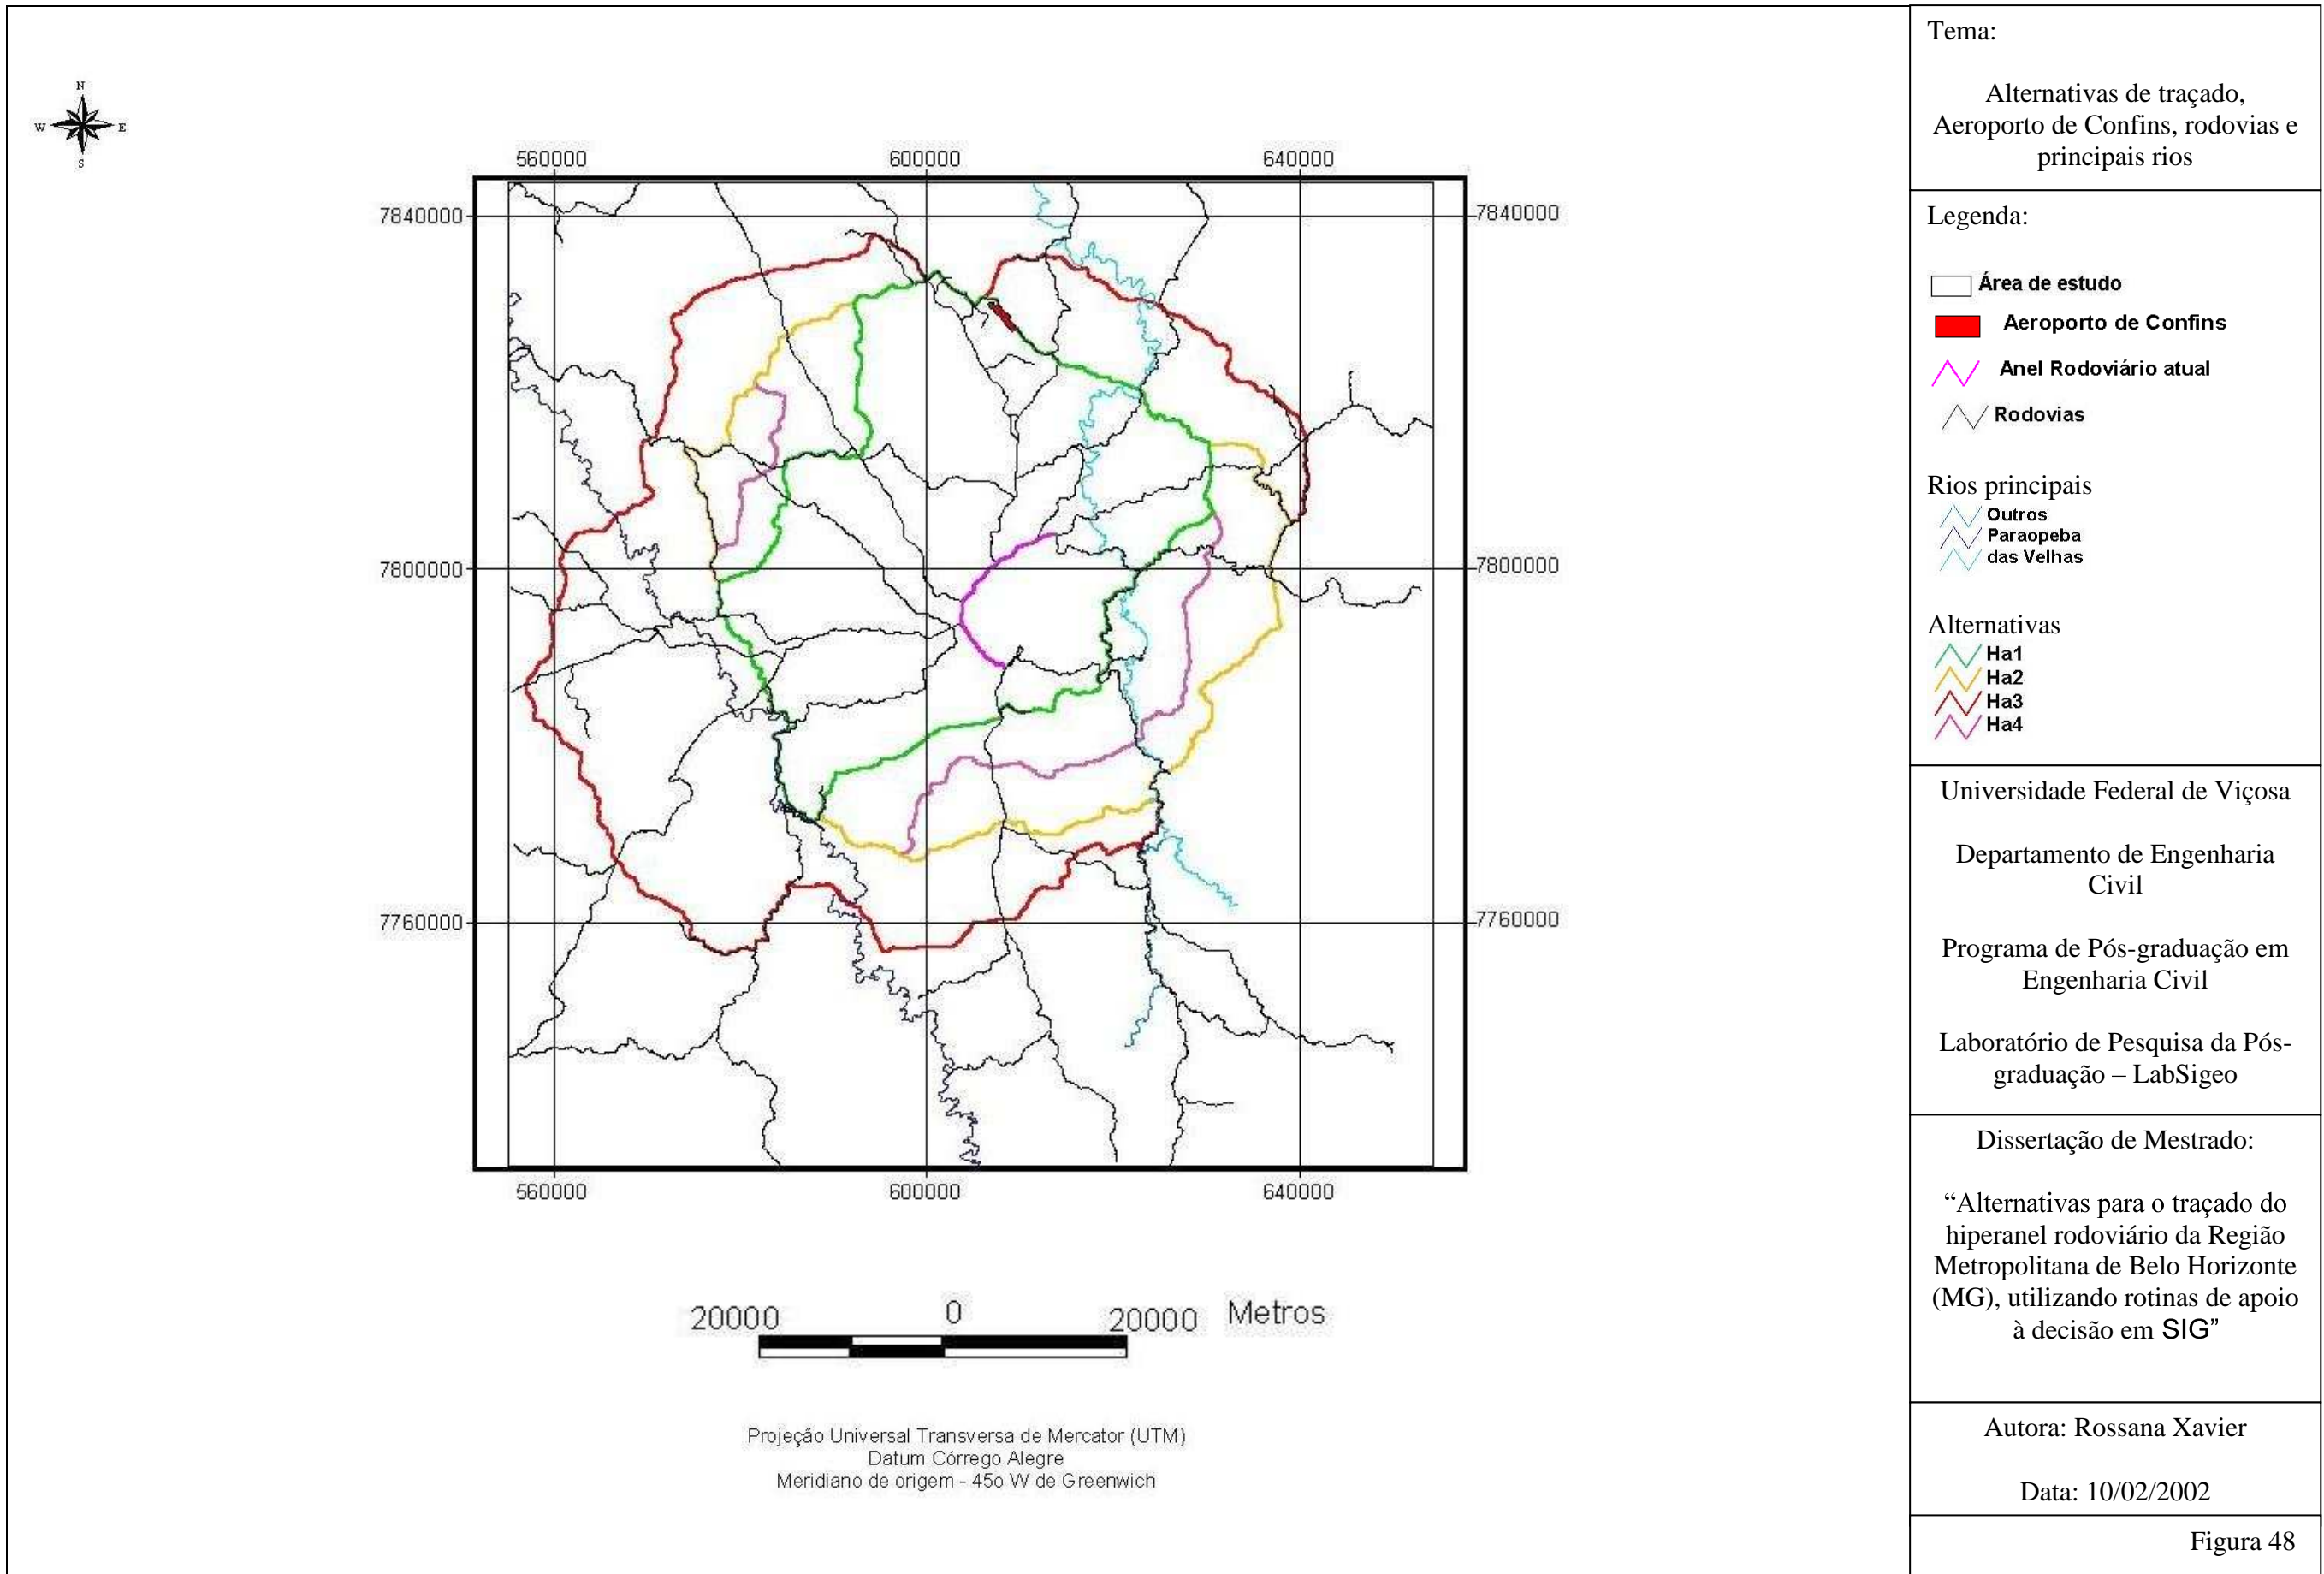 N
W
E
S
560000
600000
640000
7840000
7840000
7800000
7800000
7760000
7760000
560000
600000
640000
20000
0
20000
Metros
Projeção Universal Transversa de Mercator (UTM)
Datum Córrego Alegre
Meridiano de origem - 45o W de Greenwich
Tema:
Alternativas de traçado,
Aeroporto de Confins, rodovias e
principais rios
Legenda:
Área de estudo
Aeroporto de Confins
Anel Rodoviário atual
Rodovias
Rios principais
Outros
Paraopeba
das Velhas
Alternativas
Ha1
Ha2
Ha3
Ha4
Universidade Federal de Viçosa
Departamento de Engenharia
Civil
Programa de Pós-graduação em
Engenharia Civil
Laboratório de Pesquisa da Pós-
graduação – LabSigeo
Dissertação de Mestrado:
“Alternativas para o traçado do
hiperanel rodoviário da Região
Metropolitana de Belo Horizonte
(MG), utilizando rotinas de apoio
à decisão em SIG”
Autora: Rossana Xavier
Data: 10/02/2002
Figura 48